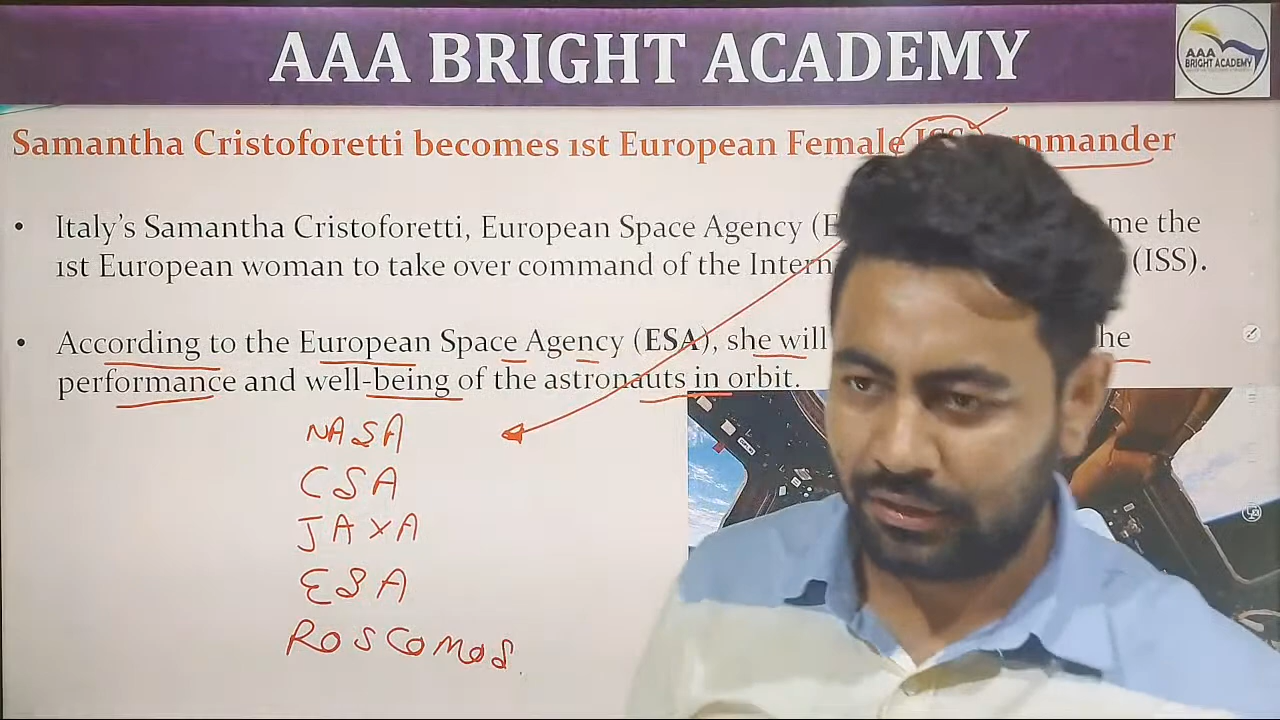 AAA BRIGHT ACADEMY
AAA
BRIGHT ACADEMY
Samantha Cristoforetti becomes 1st European Female ISS Commander
• Italy's Samantha Cristoforetti, European Space Agency (E me the
1st European woman to take over command of the Intern (ISS).
• According to the European Space Agency (ESA), she will he
performance and well-being of the astronauts in orbit.
NASA
CSA
JAXA
ESA
ROSCOMOS.